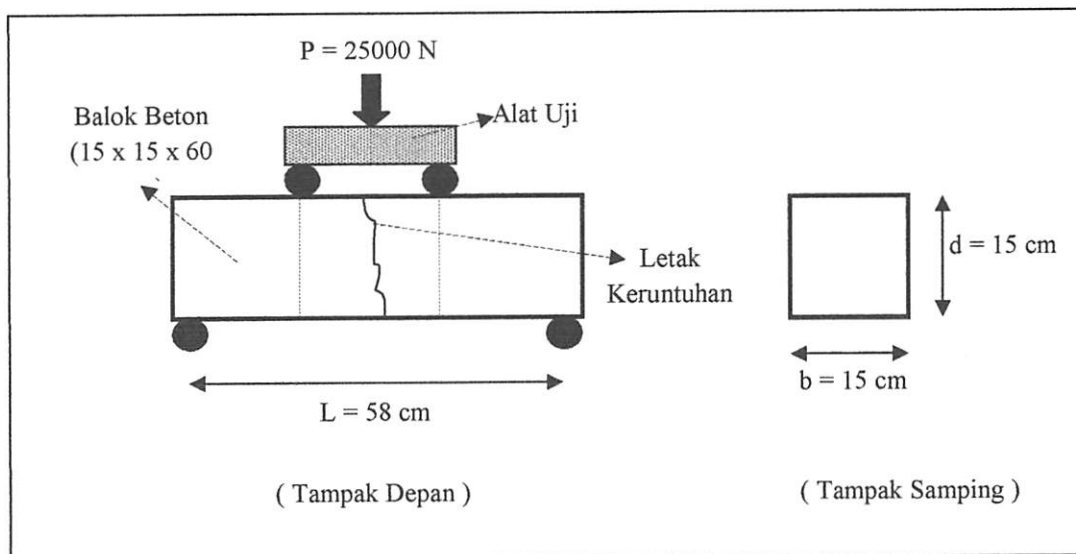 P = 25000 N
Alat Uji
Balok Beton
(15 x 15 x 60
Letak
Keruntuhan
d = 15 cm
b = 15 cm
L = 58 cm
( Tampak Depan )
( Tampak Samping )